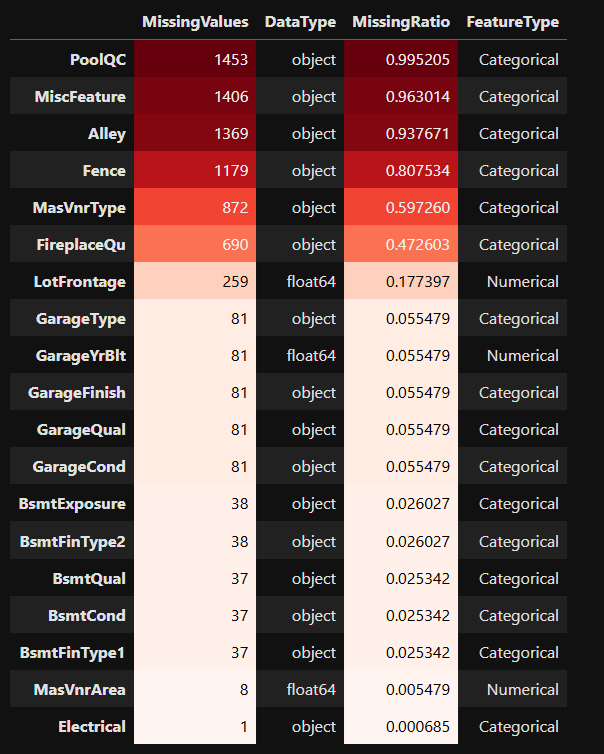 MissingValues DataType MissingRatio FeatureType
PoolQC 1453 object 0.995205 Categorical
MiscFeature 1406 object 0.963014 Categorical
Alley 1369 object 0.937671 Categorical
Fence 1179 object 0.807534 Categorical
MasVnrType 872 object 0.597260 Categorical
FireplaceQu 690 object 0.472603 Categorical
LotFrontage 259 float64 0.177397 Numerical
GarageType 81 object 0.055479 Categorical
GarageYrBlt 81 float64 0.055479 Numerical
GarageFinish 81 object 0.055479 Categorical
GarageQual 81 object 0.055479 Categorical
GarageCond 81 object 0.055479 Categorical
BsmtExposure 38 object 0.026027 Categorical
BsmtFinType2 38 object 0.026027 Categorical
BsmtQual 37 object 0.025342 Categorical
BsmtCond 37 object 0.025342 Categorical
BsmtFinType1 37 object 0.025342 Categorical
MasVnrArea 8 float64 0.005479 Numerical
Electrical 1 object 0.000685 Categorical